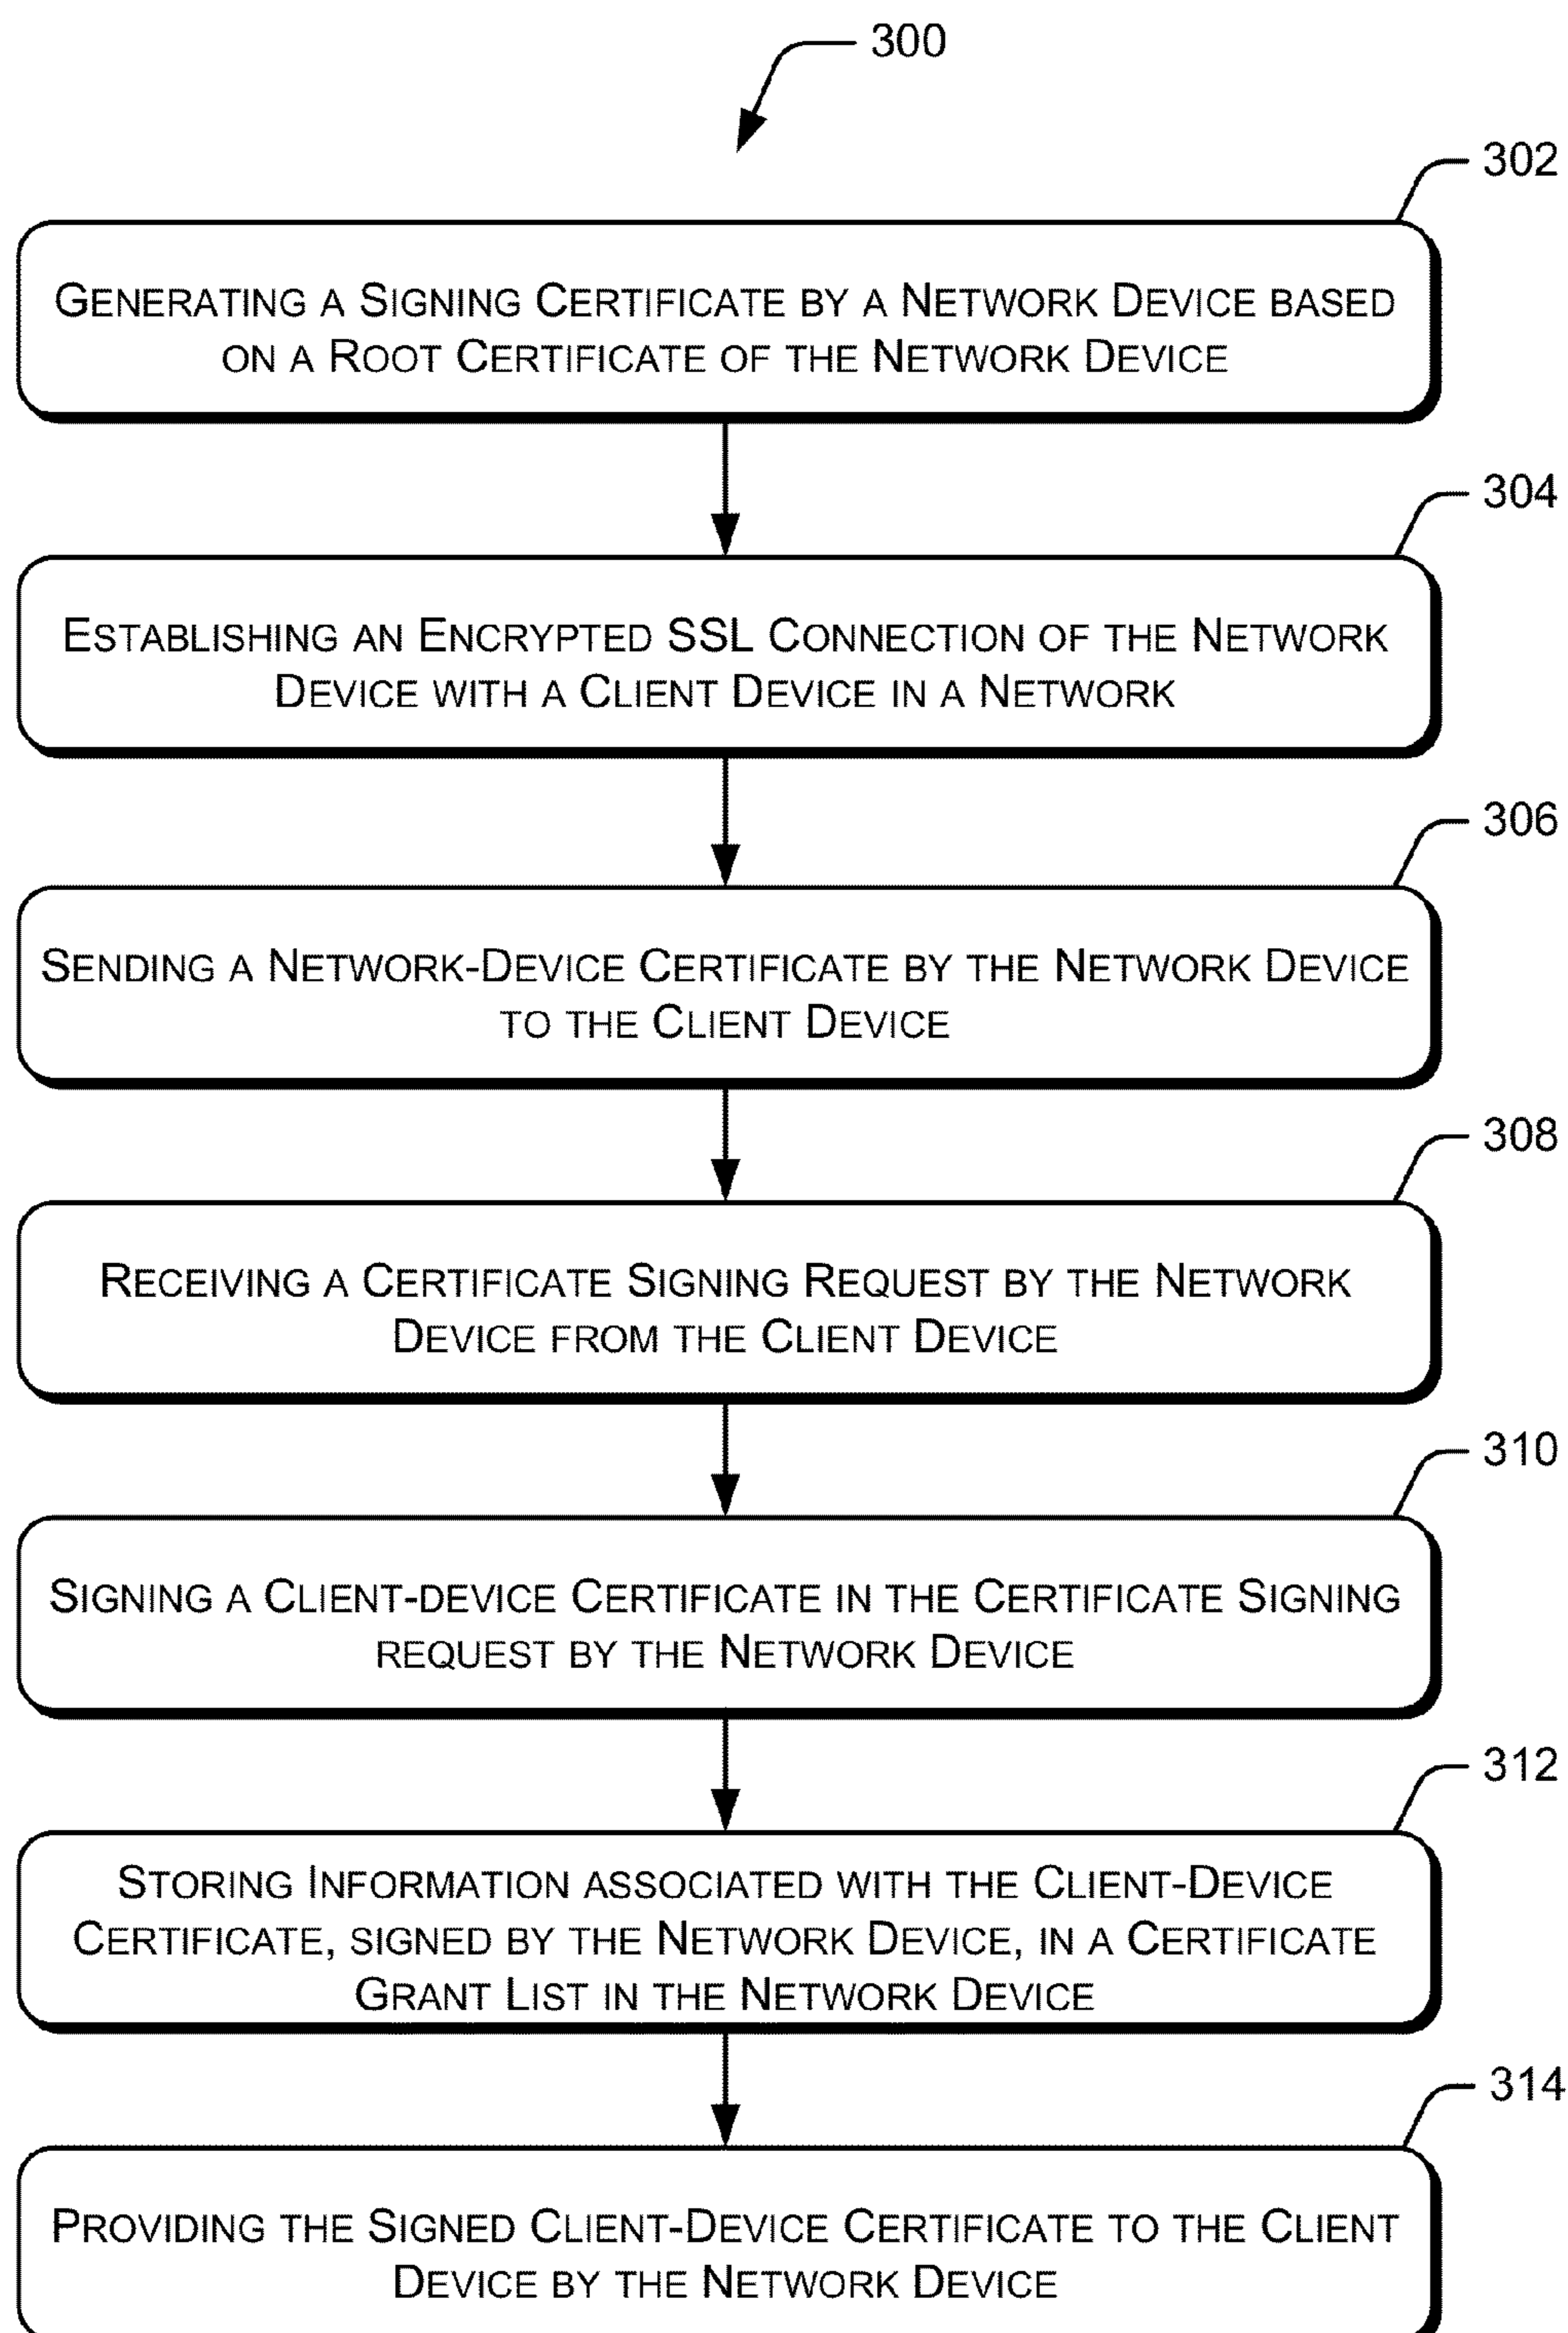 300
302
GENERATING A SIGNING CERTIFICATE BY A NETWORK DEVICE BASED
ON A ROOT CERTIFICATE OF THE NETWORK DEVICE
304
ESTABLISHING AN ENCRYPTED SSL CONNECTION OF THE NETWORK
DEVICE WITH A CLIENT DEVICE IN A NETWORK
306
SENDING A NETWORK-DEVICE CERTIFICATE BY THE NETWORK DEVICE
TO THE CLIENT DEVICE
308
RECEIVING A CERTIFICATE SIGNING REQUEST BY THE NETWORK
DEVICE FROM THE CLIENT DEVICE
310
SIGNING A CLIENT-DEVICE CERTIFICATE IN THE CERTIFICATE SIGNING
REQUEST BY THE NETWORK DEVICE
312
STORING INFORMATION ASSOCIATED WITH THE CLIENT-DEVICE
CERTIFICATE, SIGNED BY THE NETWORK DEVICE, IN A CERTIFICATE
GRANT LIST IN THE NETWORK DEVICE
314
PROVIDING THE SIGNED CLIENT-DEVICE CERTIFICATE TO THE CLIENT
DEVICE BY THE NETWORK DEVICE